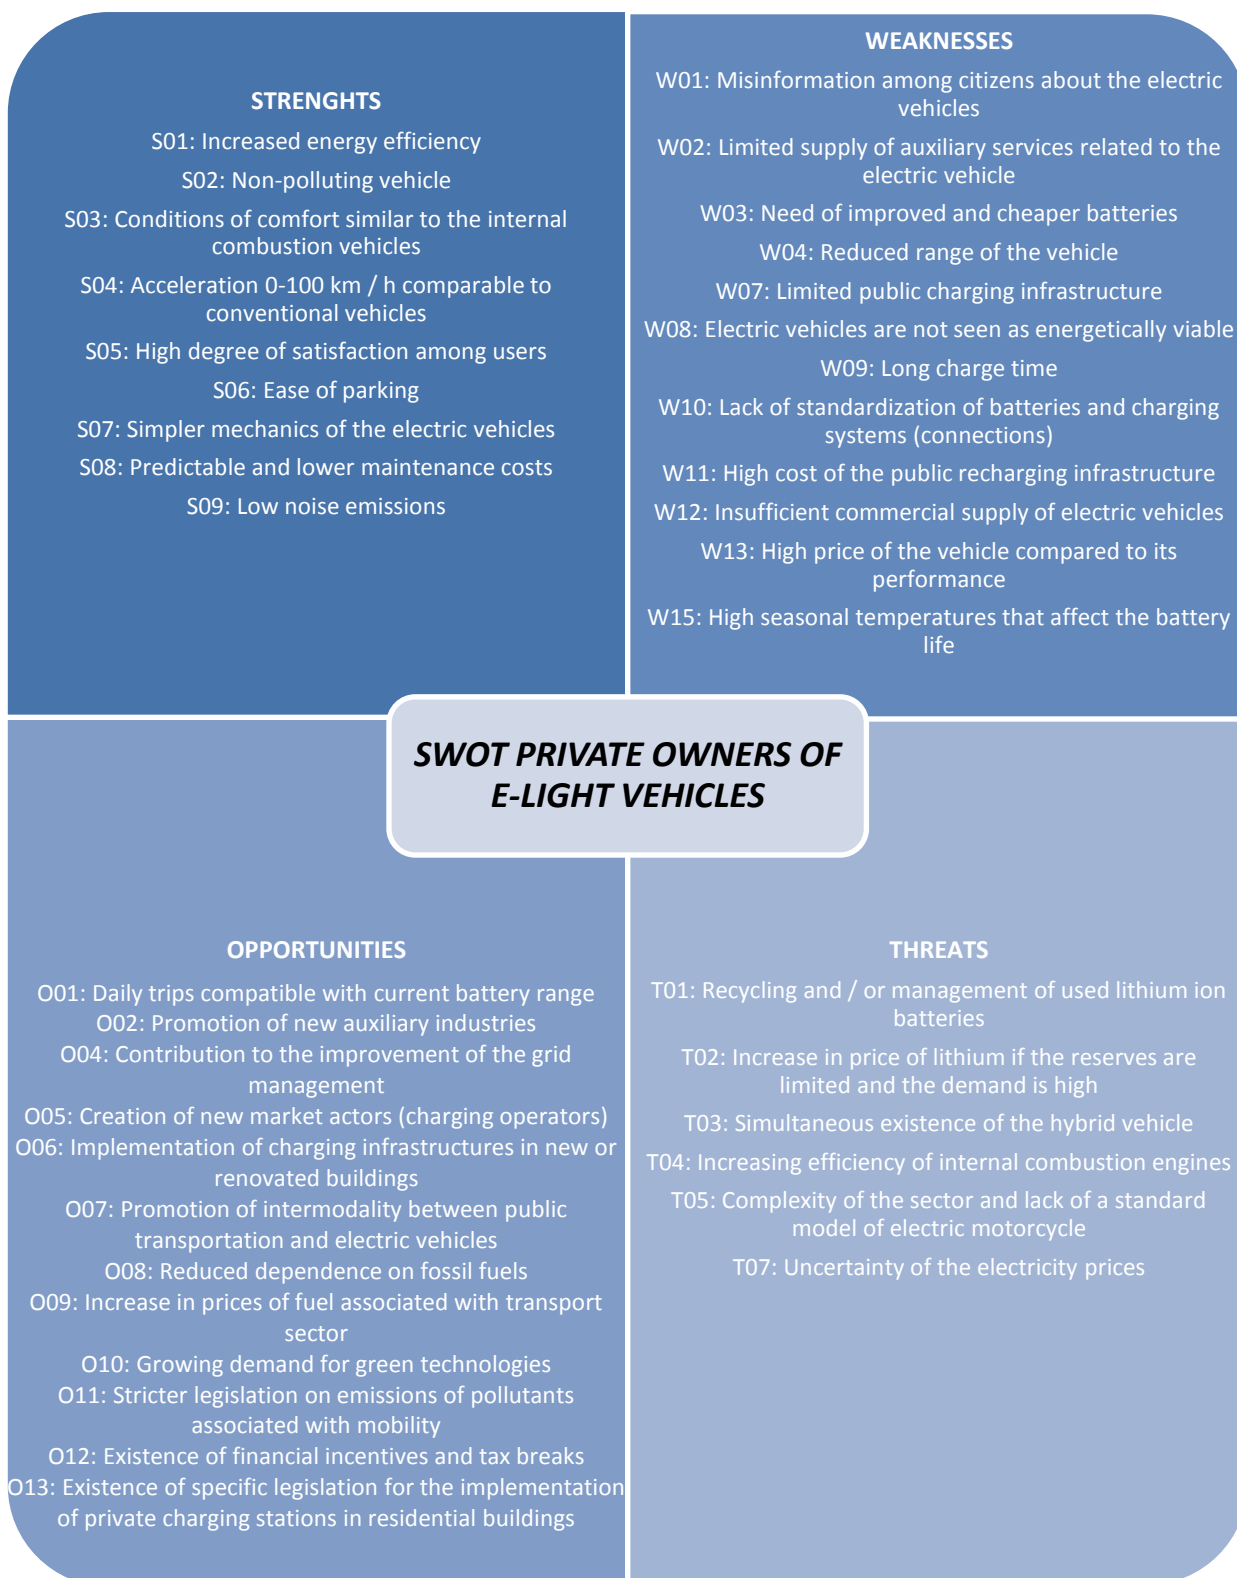 STRENGHTS
S01: Increased energy efficiency
S02: Non-polluting vehicle
S03: Conditions of comfort similar to the internal
combustion vehicles
S04: Acceleration 0-100 km / h comparable to
conventional vehicles
S05: High degree of satisfaction among users
S06: Ease of parking
S07: Simpler mechanics of the electric vehicles
S08: Predictable and lower maintenance costs
S09: Low noise emissions
WEAKNESSES
W01: Misinformation among citizens about the electric
vehicles
W02: Limited supply of auxiliary services related to the
electric vehicle
W03: Need of improved and cheaper batteries
W04: Reduced range of the vehicle
W07: Limited public charging infrastructure
W08: Electric vehicles are not seen as energetically viable
W09: Long charge time
W10: Lack of standardization of batteries and charging
systems (connections)
W11: High cost of the public recharging infrastructure
W12: Insufficient commercial supply of electric vehicles
W13: High price of the vehicle compared to its
performance
W15: High seasonal temperatures that affect the battery
life
SWOT PRIVATE OWNERS OF
E-LIGHT VEHICLES
OPPORTUNITIES
O01: Daily trips compatible with current battery range
O02: Promotion of new auxiliary industries
O04: Contribution to the improvement of the grid
management
O05: Creation of new market actors (charging operators)
O06: Implementation of charging infrastructures in new or
renovated buildings
O07: Promotion of intermodality between public
transportation and electric vehicles
O08: Reduced dependence on fossil fuels
O09: Increase in prices of fuel associated with transport
sector
O10: Growing demand for green technologies
O11: Stricter legislation on emissions of pollutants
associated with mobility
O12: Existence of financial incentives and tax breaks
O13: Existence of specific legislation for the implementation
of private charging stations in residential buildings
THREATS
T01: Recycling and / or management of used lithium ion
batteries
T02: Increase in price of lithium if the reserves are
limited and the demand is high
T03: Simultaneous existence of the hybrid vehicle
T04: Increasing efficiency of internal combustion engines
T05: Complexity of the sector and lack of a standard
model of electric motorcycle
T07: Uncertainty of the electricity prices